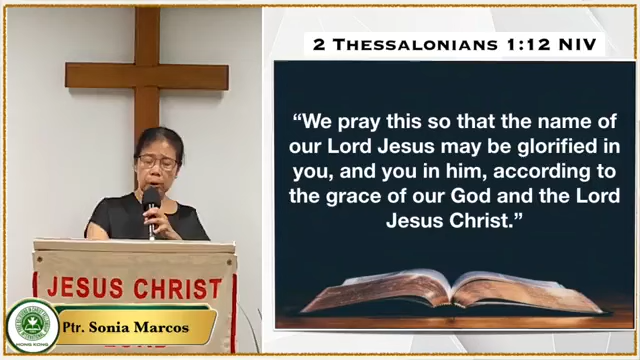 2 THESSALONIANS 1:12 NIV
“We pray this so that the name of
our Lord Jesus may be glorified in
you, and you in him, according to
the grace of our God and the Lord
Jesus Christ.”
JESUS CHRIST
Ptr. Sonia Marcos
HONG KONG